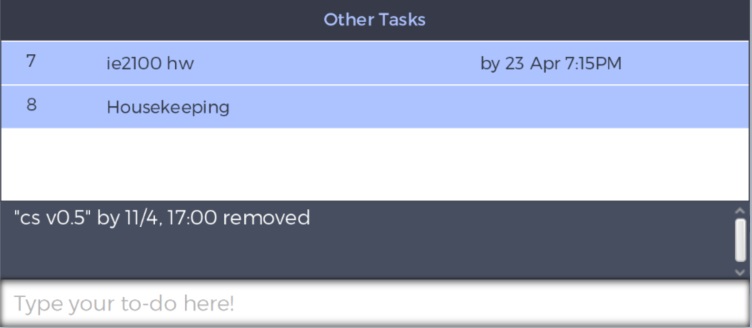 Other Tasks
7 ie2100 hw by 23 Apr 7:15PM
8 Housekeeping
"cs v0.5" by 11/4, 17:00 removed
Type your to-do here!